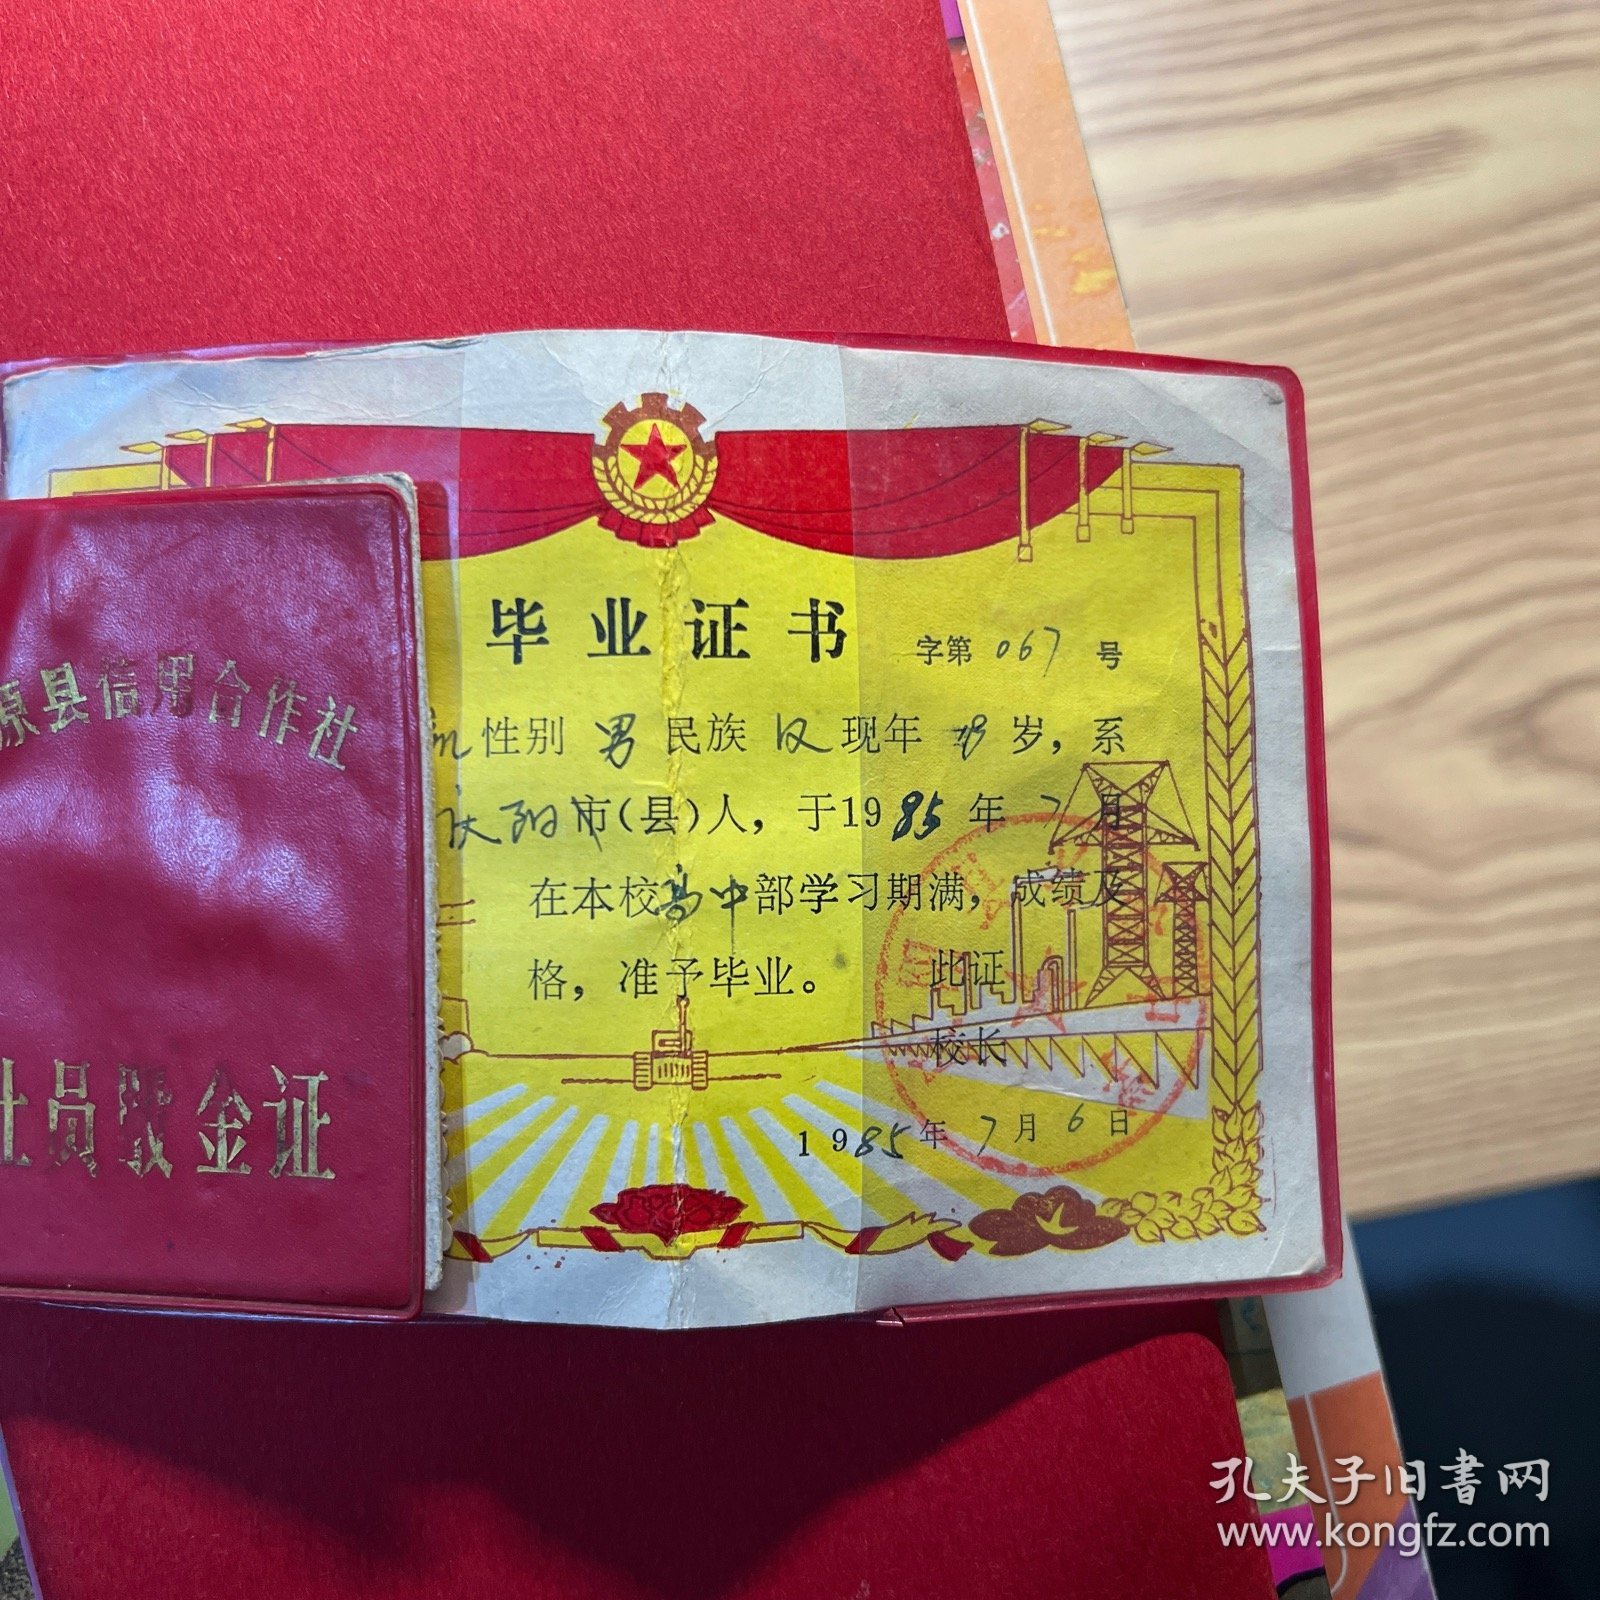 毕业证书 字第 067 号
性别 男 民族 汉 现年 岁，系
庆阳市(县)人，于1985年 7 月
在本校高中部学习期满，成绩及
格，准予毕业。 此证
校长
1985年 7 月 6 日
原县信用合作社
社员股金证
孔夫子旧书网
www.kongfz.com